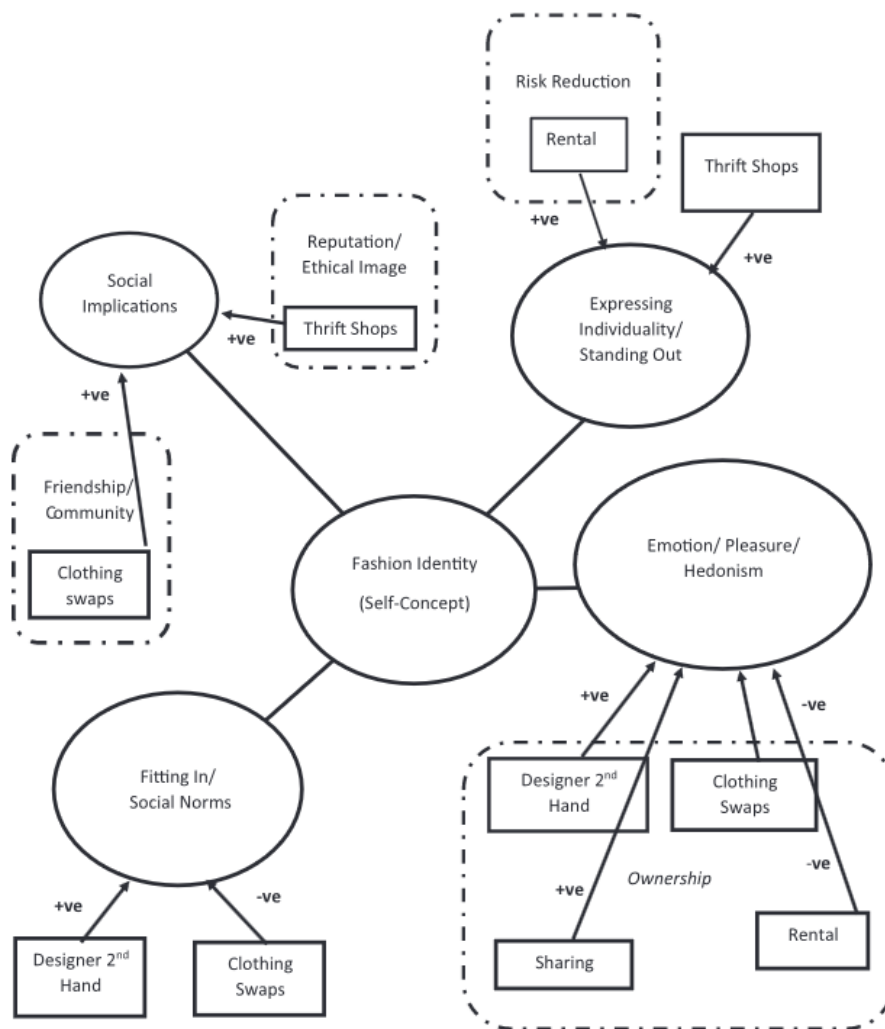 Risk Reduction
Rental
Thrift Shops
+ve
+ve
Reputation/
Ethical Image
Thrift Shops
+ve
Social
Implications
Expressing
Individuality/
Standing Out
+ve
Friendship/
Community
Clothing
swaps
Fashion Identity
(Self-Concept)
Emotion/ Pleasure/
Hedonism
+ve
-ve
Fitting In/
Social Norms
Designer 2nd
Hand
Clothing
Swaps
+ve
-ve
+ve
Ownership
-ve
Designer 2nd
Hand
Clothing
Swaps
Sharing
Rental